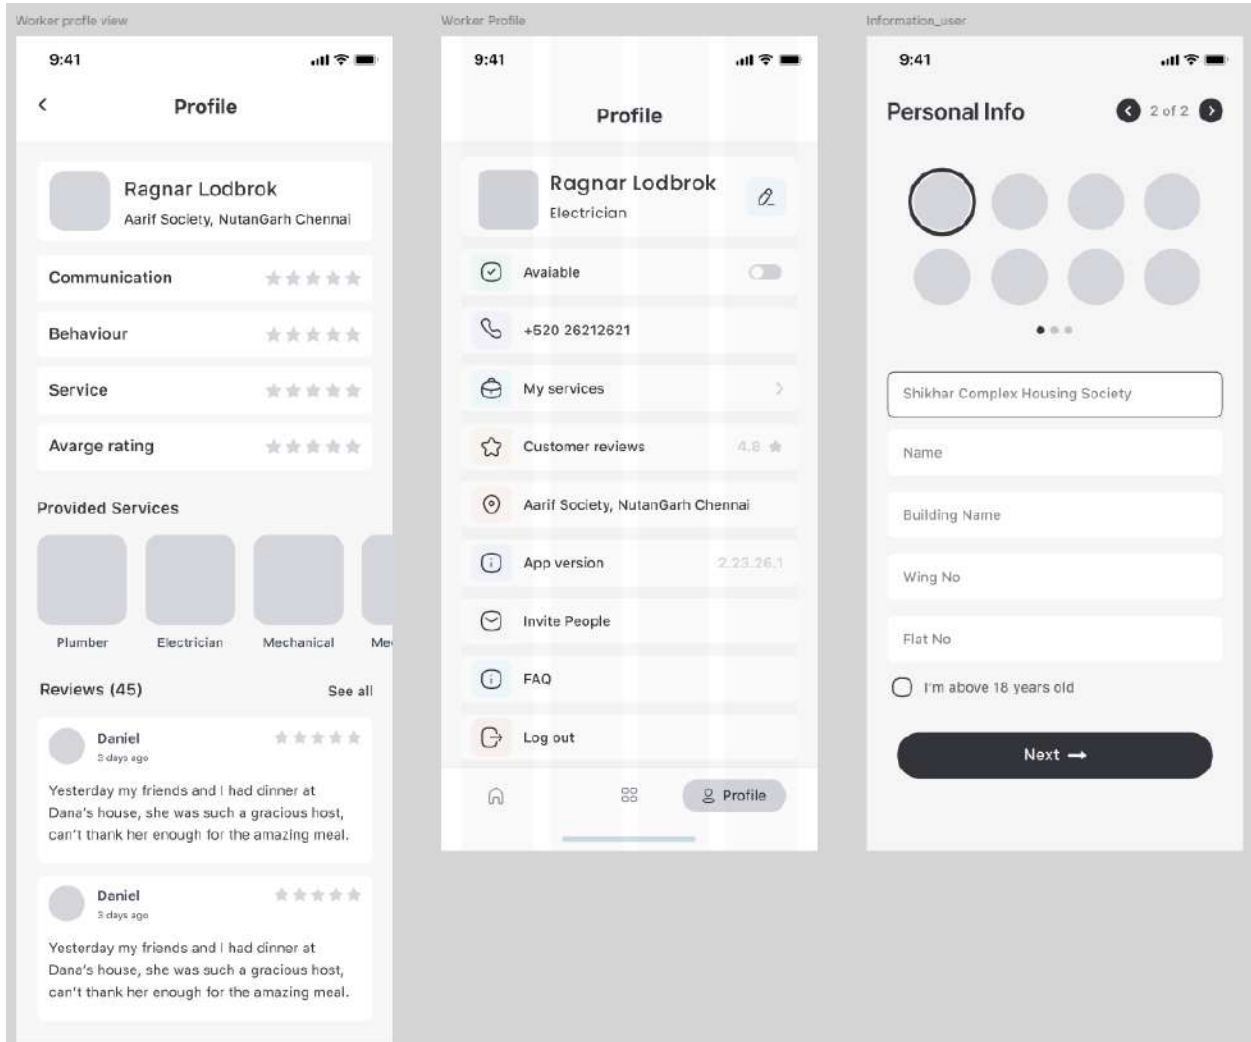 Worker profle view
9:41
Profile
Ragnar Lodbrok
Aarif Society, NutanGarh Chennai
Communication
Behaviour
Service
Avarge rating
Provided Services
Plumber
Electrician
Mechanical
Me
Reviews (45)
See all
Daniel
3 days ago
Yesterday my friends and I had dinner at
Dana's house, she was such a gracious host,
can't thank her enough for the amazing meal.
Daniel
3 days ago
Yesterday my friends and I had dinner at
Dana's house, she was such a gracious host,
can't thank her enough for the amazing meal.
Worker Profile
9:41
Profile
Ragnar Lodbrok
Electrician
Avaiable
+520 26212621
My services
Customer reviews
4.8
Aarif Society, NutanGarh Chennai
App version
2.23.26.1
Invite People
FAQ
Log out
Profile
Information_user
9:41
Personal Info
2 of 2
Shikhar Complex Housing Society
Name
Building Name
Wing No
Flat No
I'm above 18 years old
Next